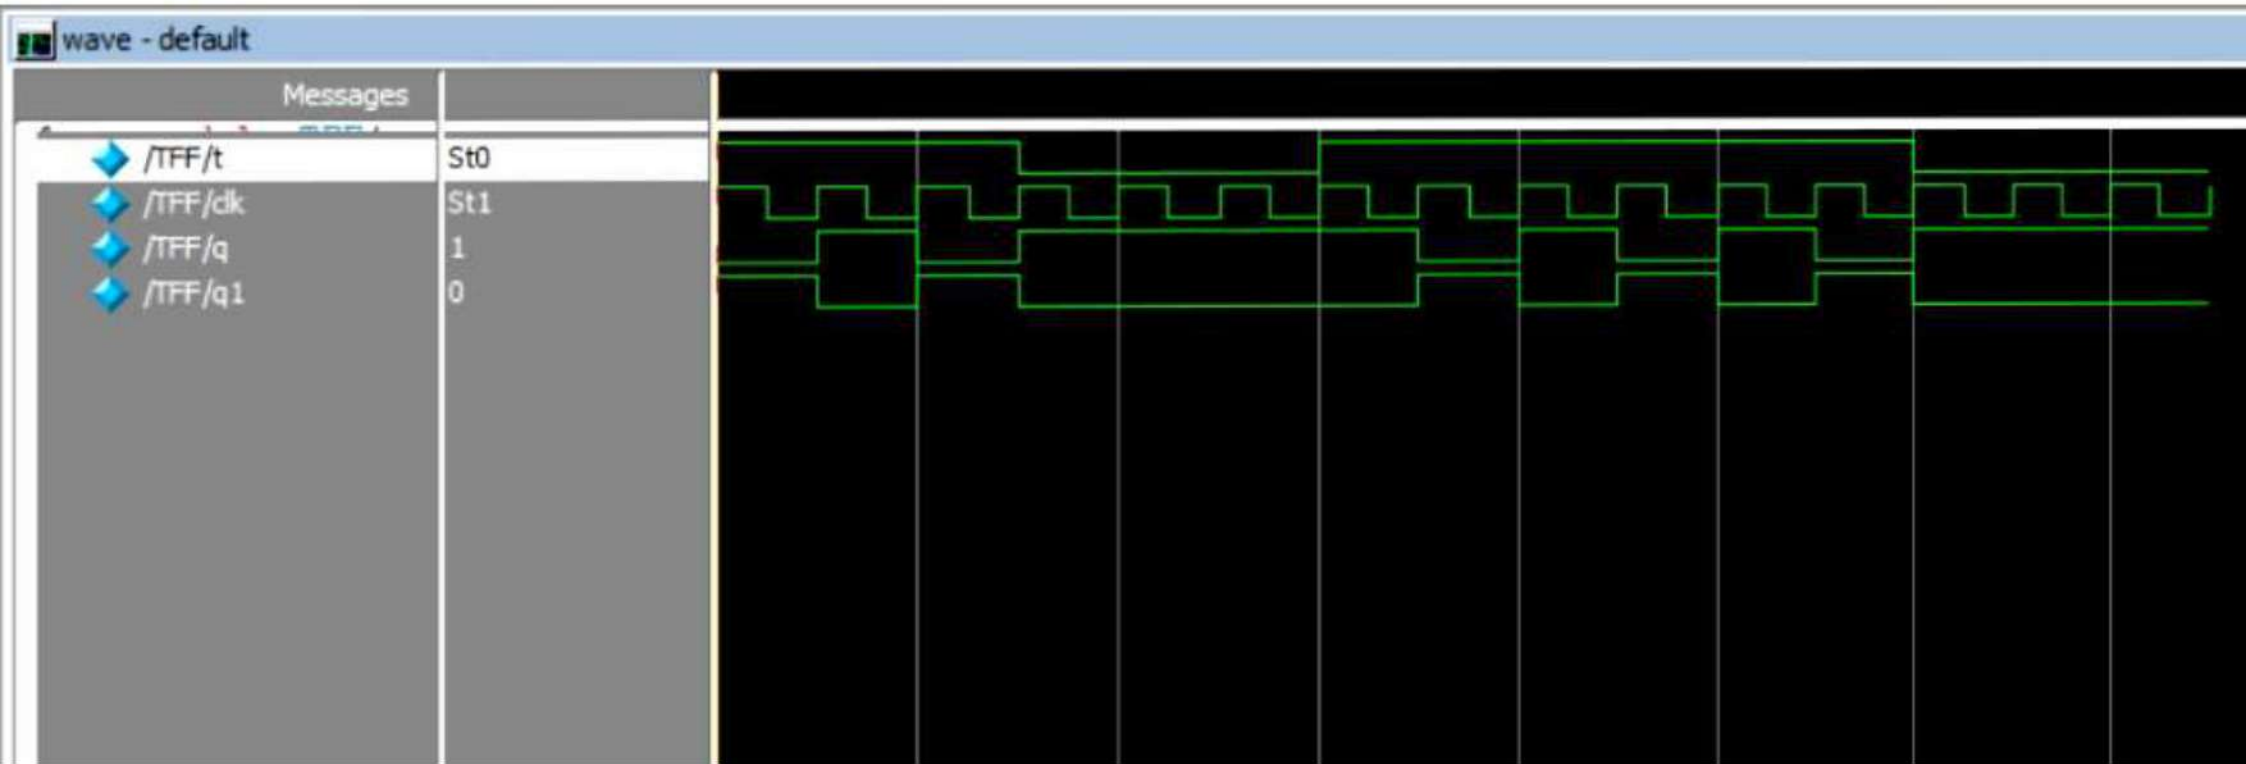 wave - default
Messages
/TFF/t St0
/TFF/clk St1
/TFF/q 1
/TFF/q1 0